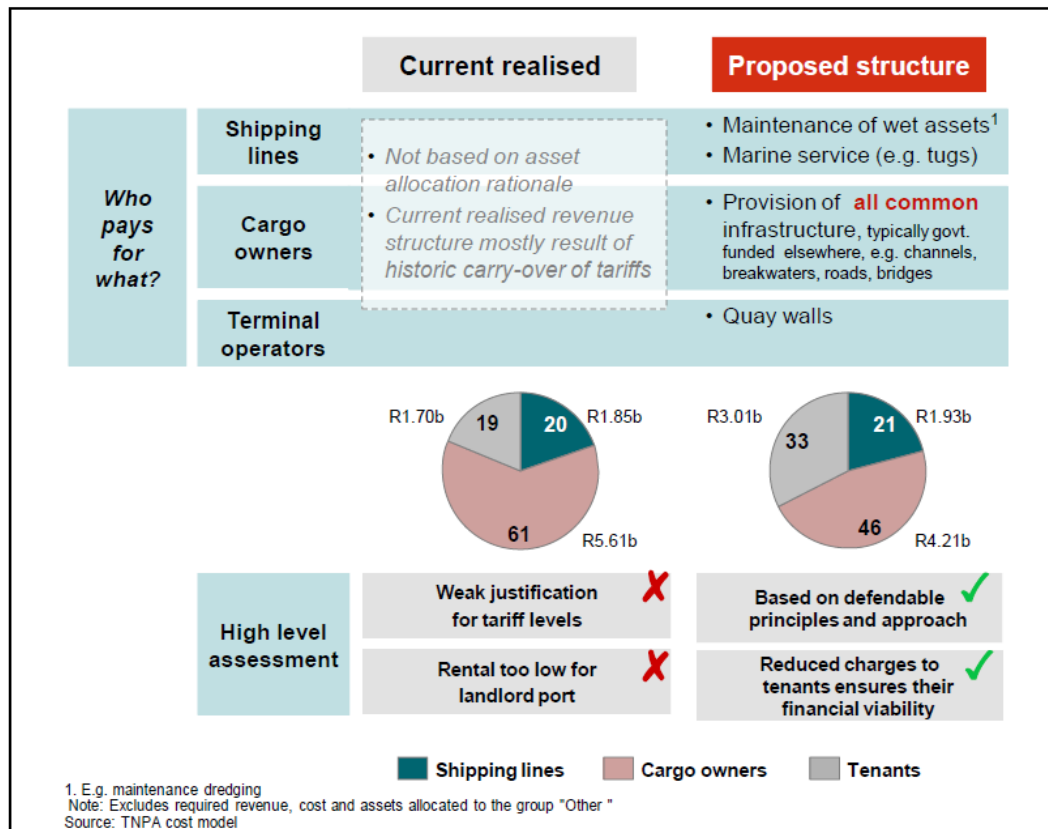 Current realised
Proposed structure
Who
pays
for
what?
Shipping
lines
• Not based on asset
allocation rationale
• Current realised revenue
structure mostly result of
historic carry-over of tariffs
• Maintenance of wet assets1
• Marine service (e.g. tugs)
Cargo
owners
• Provision of all common
infrastructure, typically govt.
funded elsewhere, e.g. channels,
breakwaters, roads, bridges
Terminal
operators
• Quay walls
R1.70b
19
20
R1.85b
61
R5.61b
R3.01b
33
21
R1.93b
46
R4.21b
High level
assessment
Weak justification
for tariff levels
Based on defendable
principles and approach
Rental too low for
landlord port
Reduced charges to
tenants ensures their
financial viability
Shipping lines
Cargo owners
Tenants
1. E.g. maintenance dredging
Note: Excludes required revenue, cost and assets allocated to the group "Other "
Source: TNPA cost model